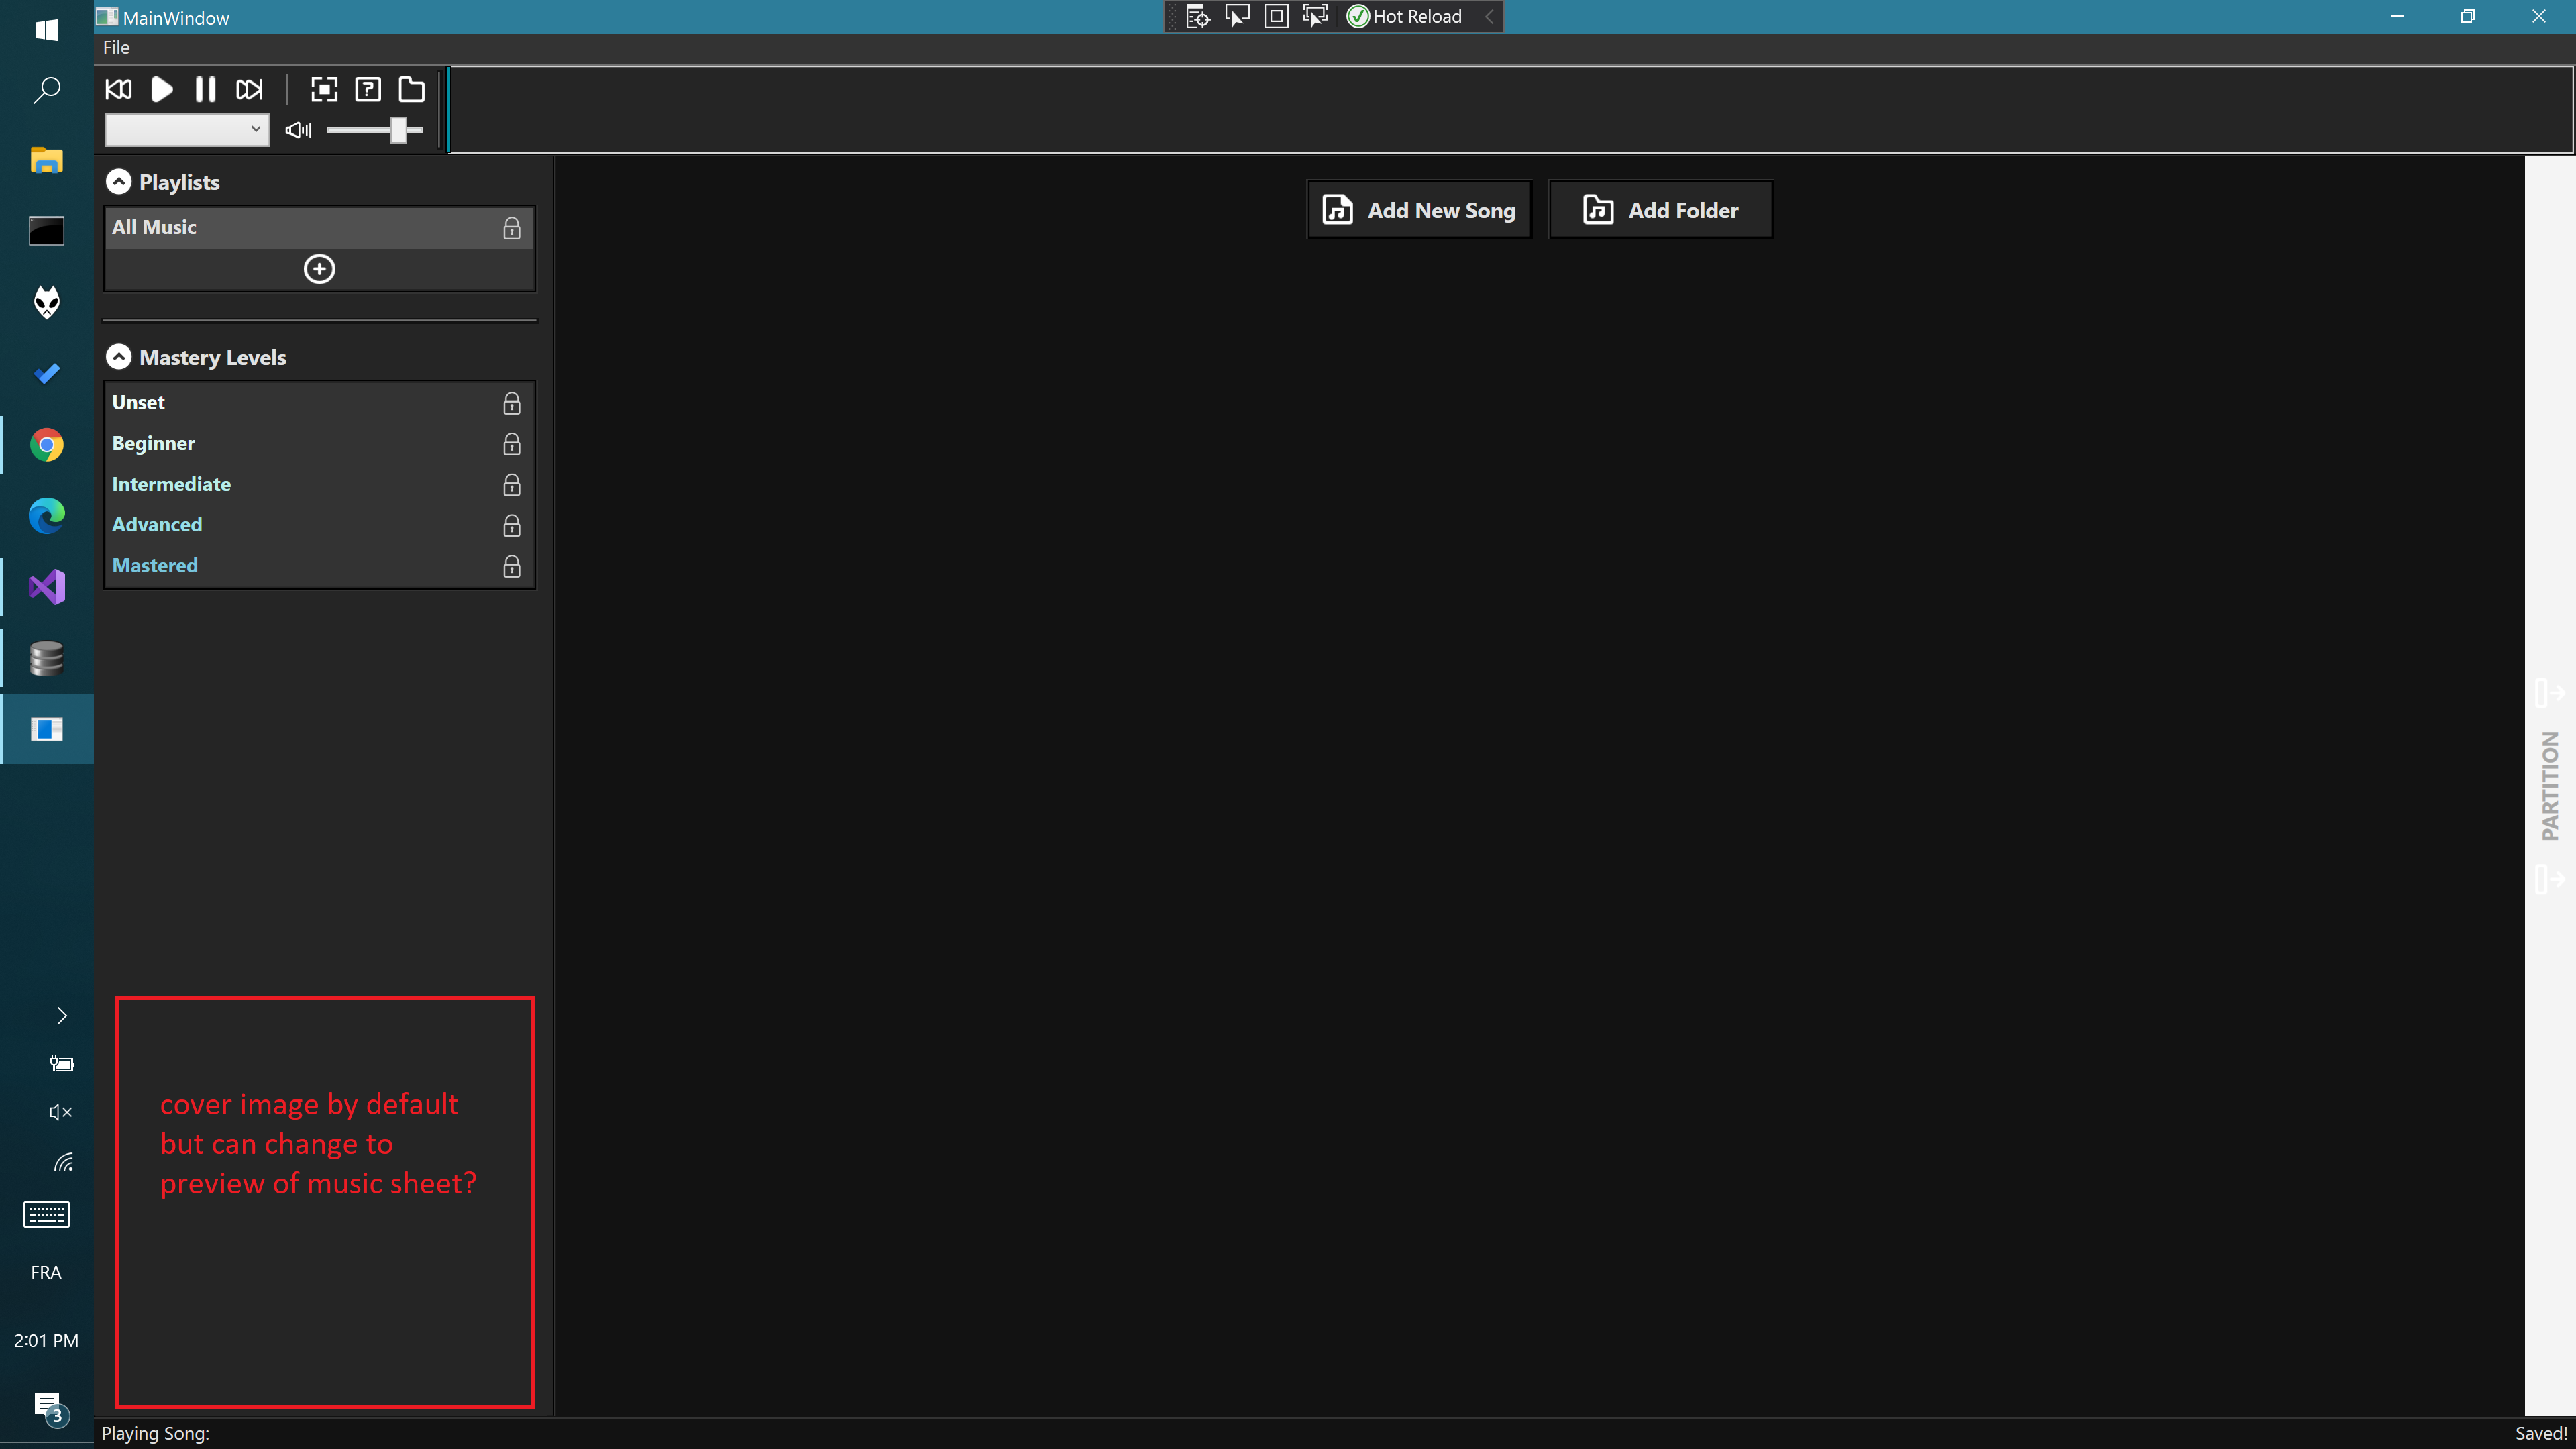 MainWindow
Hot Reload
File
Playlists
All Music
Add New Song
Add Folder
Mastery Levels
Unset
Beginner
Intermediate
Advanced
Mastered
PARTITION
cover image by default
but can change to
preview of music sheet?
FRA
2:01 PM
3
Playing Song:
Saved!